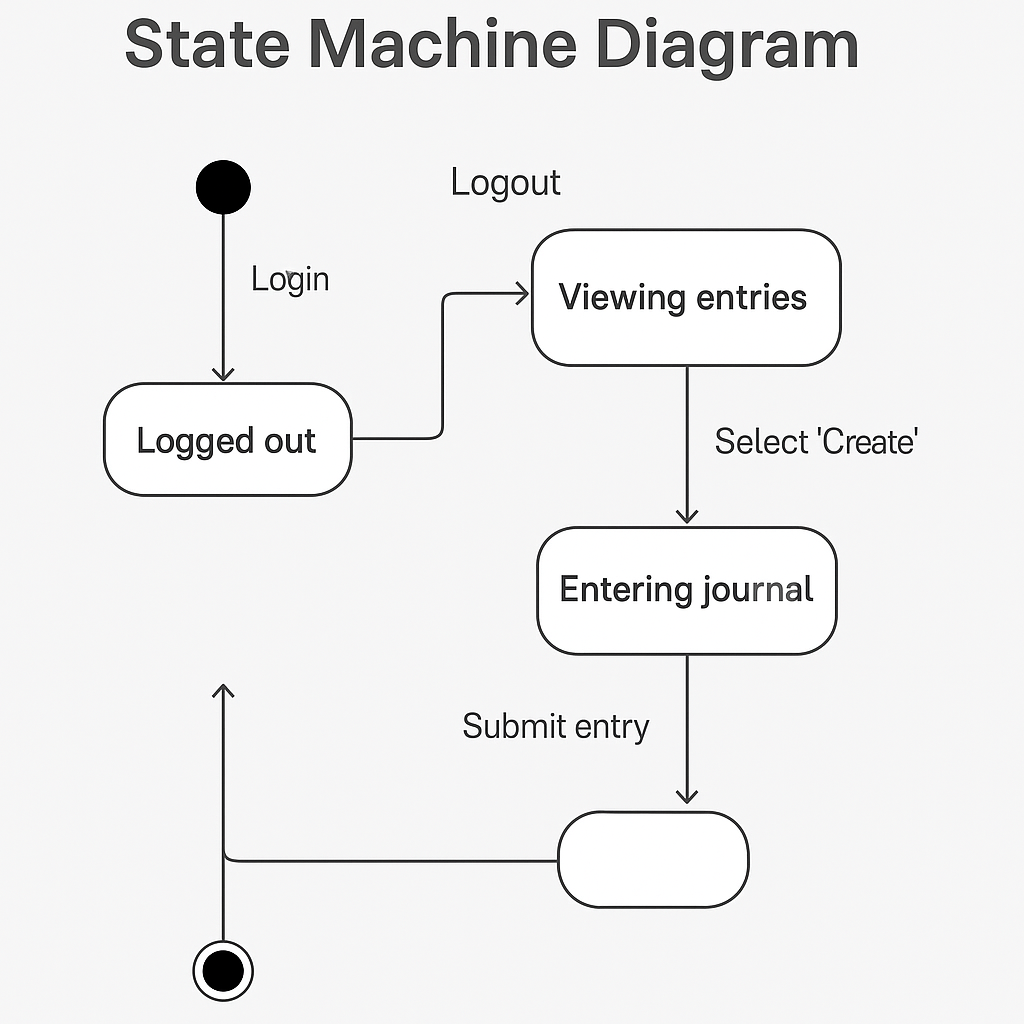 State Machine Diagram
Logout
Login
Viewing entries
Logged out
Select 'Create'
Entering journal
Submit entry